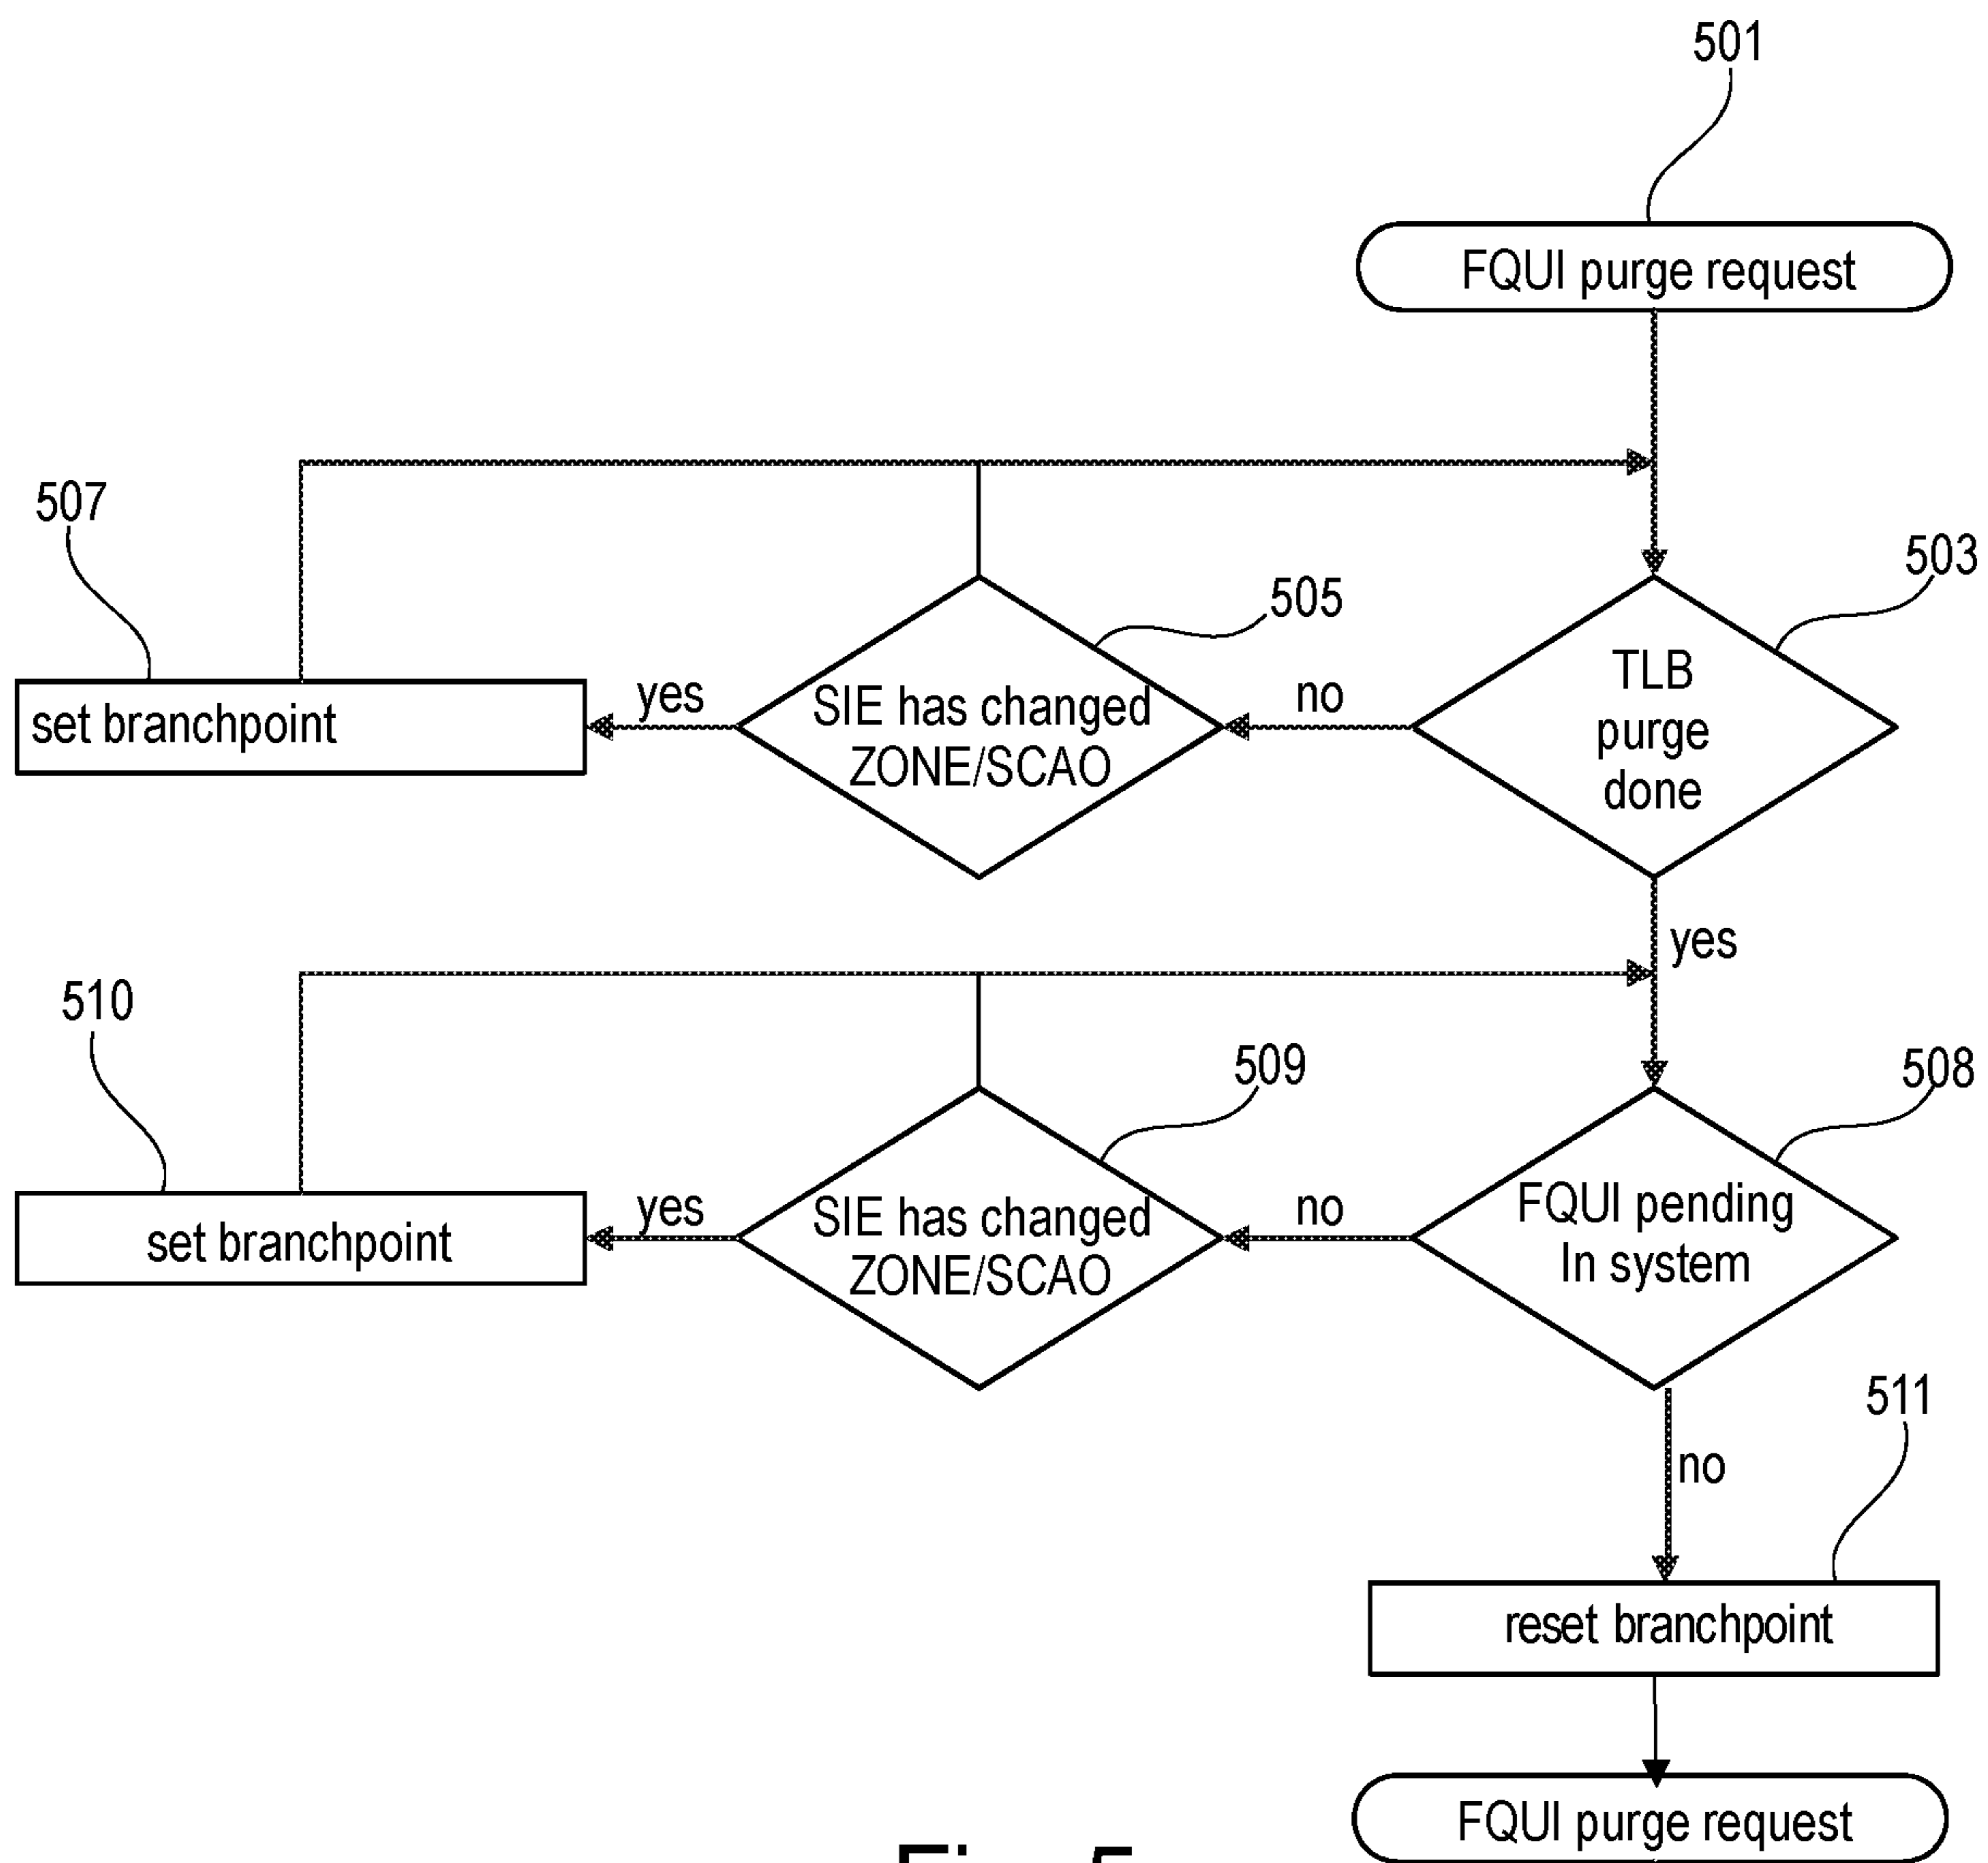 501
FQUI purge request
507
503
505
TLB
purge
done
no
SIE has changed
ZONE/SCAO
yes
set branchpoint
yes
510
509
508
FQUI pending
In system
no
SIE has changed
ZONE/SCAO
yes
set branchpoint
511
no
reset branchpoint
FQUI purge request